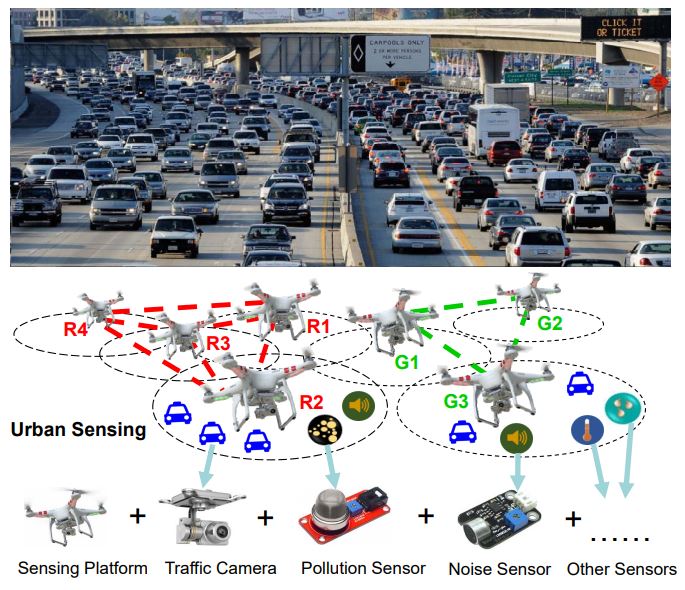 CLICK IT
OR TICKET
CARPOOLS ONLY
2 OR MORE PERSONS
PER VEHICLE
R4
R3
R1
G1
G2
R2
G3
Urban Sensing
+
+
+
+
......
Sensing Platform
Traffic Camera
Pollution Sensor
Noise Sensor
Other Sensors